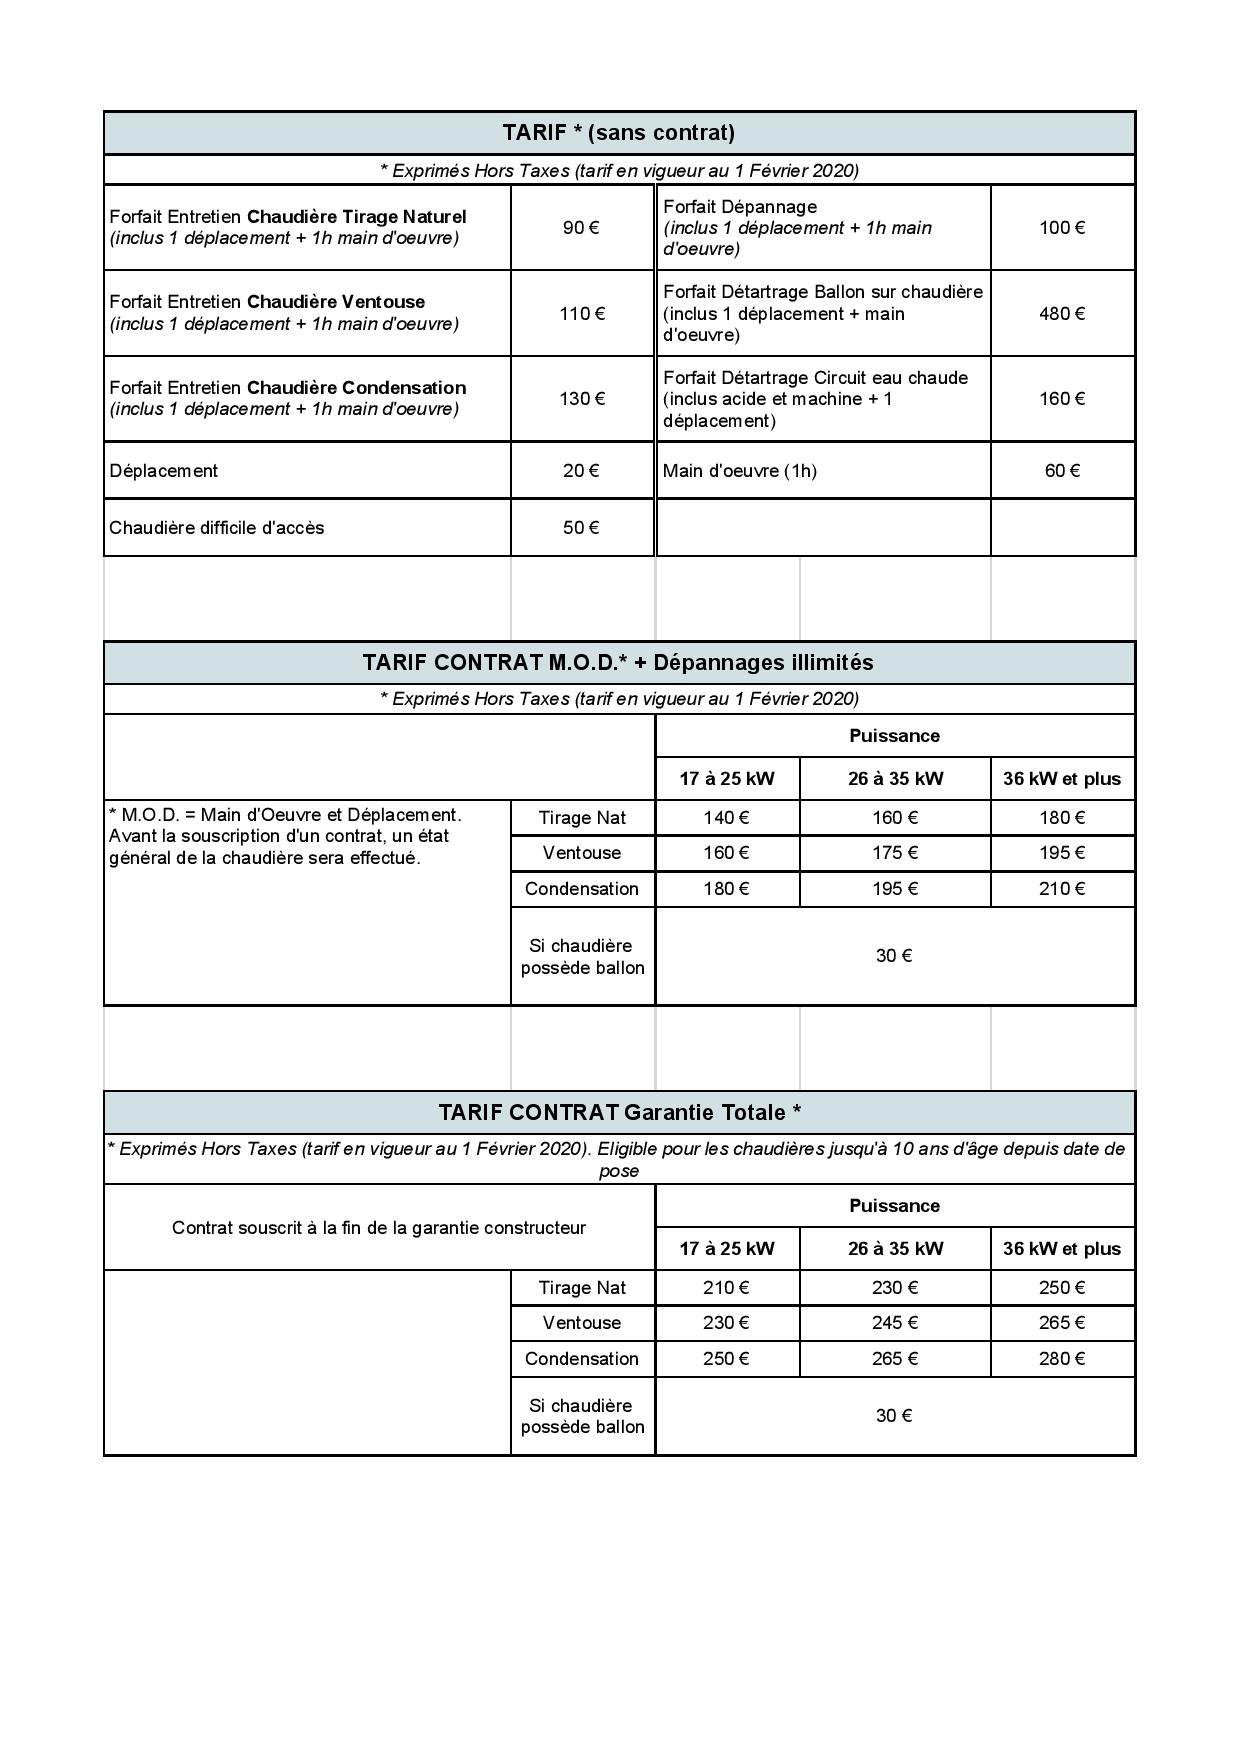 TARIF * (sans contrat)
* Exprimés Hors Taxes (tarif en vigueur au 1 Février 2020)
Forfait Entretien Chaudière Tirage Naturel
(inclus 1 déplacement + 1h main d'oeuvre)
90 €
Forfait Dépannage
(inclus 1 déplacement + 1h main
d'oeuvre)
100 €
Forfait Entretien Chaudière Ventouse
(inclus 1 déplacement + 1h main d'oeuvre)
110 €
Forfait Détartrage Ballon sur chaudière
(inclus 1 déplacement + main
d'oeuvre)
480 €
Forfait Entretien Chaudière Condensation
(inclus 1 déplacement + 1h main d'oeuvre)
130 €
Forfait Détartrage Circuit eau chaude
(inclus acide et machine + 1
déplacement)
160 €
Déplacement
20 €
Main d'oeuvre (1h)
60 €
Chaudière difficile d'accès
50 €
TARIF CONTRAT M.O.D.* + Dépannages illimités
* Exprimés Hors Taxes (tarif en vigueur au 1 Février 2020)
Puissance
17 à 25 kW
26 à 35 kW
36 kW et plus
* M.O.D. = Main d'Oeuvre et Déplacement.
Avant la souscription d'un contrat, un état
général de la chaudière sera effectué.
Tirage Nat
140 €
160 €
180 €
Ventouse
160 €
175 €
195 €
Condensation
180 €
195 €
210 €
Si chaudière
possède ballon
30 €
TARIF CONTRAT Garantie Totale *
* Exprimés Hors Taxes (tarif en vigueur au 1 Février 2020). Eligible pour les chaudières jusqu'à 10 ans d'âge depuis date de
pose
Contrat souscrit à la fin de la garantie constructeur
Puissance
17 à 25 kW
26 à 35 kW
36 kW et plus
Tirage Nat
210 €
230 €
250 €
Ventouse
230 €
245 €
265 €
Condensation
250 €
265 €
280 €
Si chaudière
possède ballon
30 €